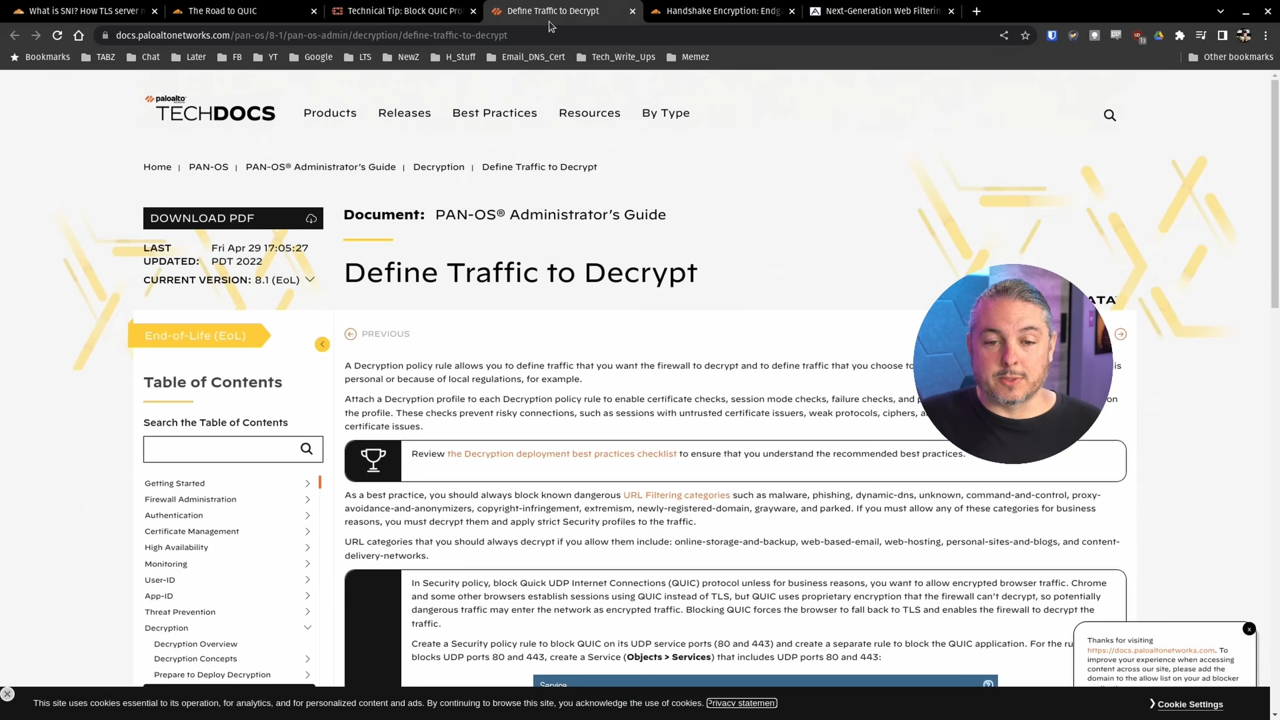 What is SNI? How TLS server n
The Road to QUIC
Technical Tip: Block QUIC Pro
Define Traffic to Decrypt
Handshake Encryption: Endg
Next-Generation Web Filterin
docs.paloaltonetworks.com/pan-os/8-1/pan-os-admin/decryption/define-traffic-to-decrypt
Bookmarks
TABZ
Chat
Later
FB
YT
Google
LTS
NewZ
H_Stuff
Email_DNS_Cert
Tech_Write_Ups
Memez
Other bookmarks
paloalto
TECHDOCS
Products
Releases
Best Practices
Resources
By Type
Home | PAN-OS | PAN-OS® Administrator's Guide | Decryption | Define Traffic to Decrypt
DOWNLOAD PDF
LAST UPDATED: Fri Apr 29 17:05:27 PDT 2022
CURRENT VERSION: 8.1 (EoL)
Document: PAN-OS® Administrator's Guide
Define Traffic to Decrypt
End-of-Life (EoL)
Table of Contents
Search the Table of Contents
Getting Started
Firewall Administration
Authentication
Certificate Management
High Availability
Monitoring
User-ID
App-ID
Threat Prevention
Decryption
Decryption Overview
Decryption Concepts
Prepare to Deploy Decryption
PREVIOUS
A Decryption policy rule allows you to define traffic that you want the firewall to decrypt and to define traffic that you choose to
is
personal or because of local regulations, for example.
Attach a Decryption profile to each Decryption policy rule to enable certificate checks, session mode checks, failure checks, and
on
the profile. These checks prevent risky connections, such as sessions with untrusted certificate issuers, weak protocols, ciphers,
certificate issues.
Review the Decryption deployment best practices checklist to ensure that you understand the recommended best practices.
As a best practice, you should always block known dangerous URL Filtering categories such as malware, phishing, dynamic-dns, unknown, command-and-control, proxy-
avoidance-and-anonymizers, copyright-infringement, extremism, newly-registered-domain, grayware, and parked. If you must allow any of these categories for business
reasons, you must decrypt them and apply strict Security profiles to the traffic.
URL categories that you should always decrypt if you allow them include: online-storage-and-backup, web-based-email, web-hosting, personal-sites-and-blogs, and content-
delivery-networks.
In Security policy, block Quick UDP Internet Connections (QUIC) protocol unless for business reasons, you want to allow encrypted browser traffic. Chrome
and some other browsers establish sessions using QUIC instead of TLS, but QUIC uses proprietary encryption that the firewall can't decrypt, so potentially
dangerous traffic may enter the network as encrypted traffic. Blocking QUIC forces the browser to fall back to TLS and enables the firewall to decrypt the
traffic.
Create a Security policy rule to block QUIC on its UDP service ports (80 and 443) and create a separate rule to block the QUIC application. For the ru
blocks UDP ports 80 and 443, create a Service (Objects > Services) that includes UDP ports 80 and 443:
Service
Thanks for visiting
https://docs.paloaltonetworks.com. To
improve your experience when accessing
content across our site, please add the
domain to the allow list on your ad blocker
This site uses cookies essential to its operation, for analytics, and for personalized content and ads. By continuing to browse this site, you acknowledge the use of cookies. Privacy statement
Cookie Settings